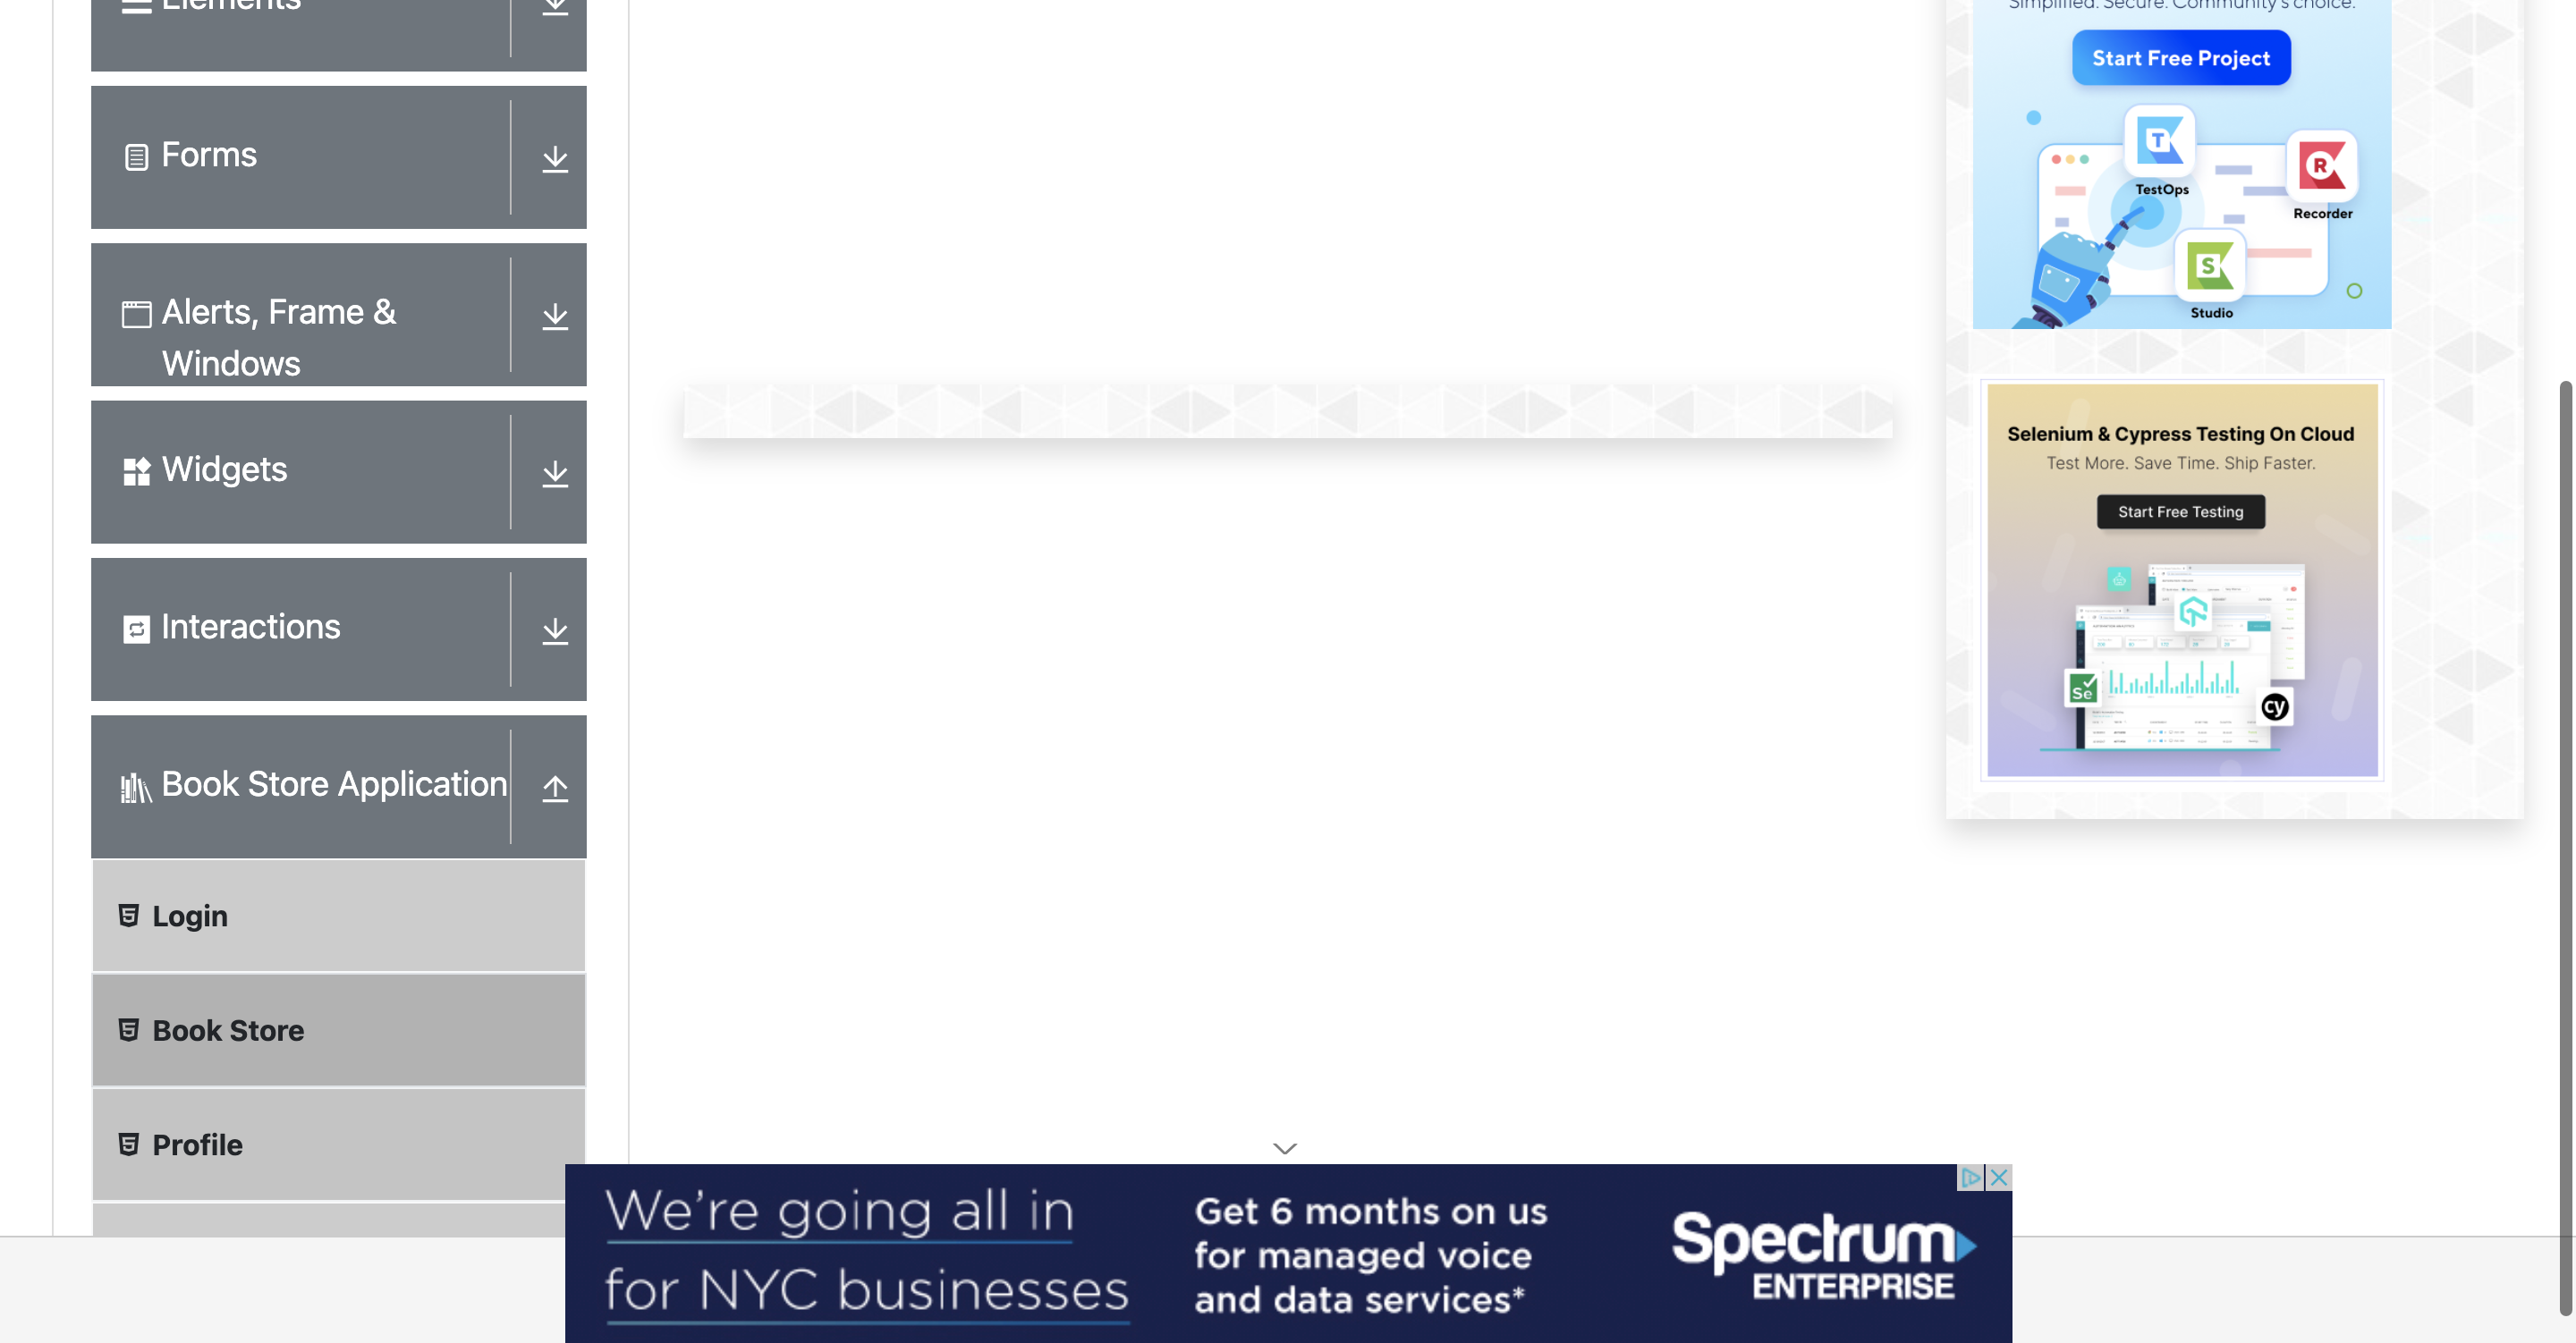 Elements
Forms
Alerts, Frame &
Windows
Widgets
Interactions
Book Store Application
Login
Book Store
Profile
Simplified. Secure. Community's choice.
Start Free Project
T
TestOps
R
Recorder
S
Studio
Selenium & Cypress Testing On Cloud
Test More. Save Time. Ship Faster.
Start Free Testing
Se
cy
We're going all in
for NYC businesses
Get 6 months on us
for managed voice
and data services*
Spectrum
ENTERPRISE